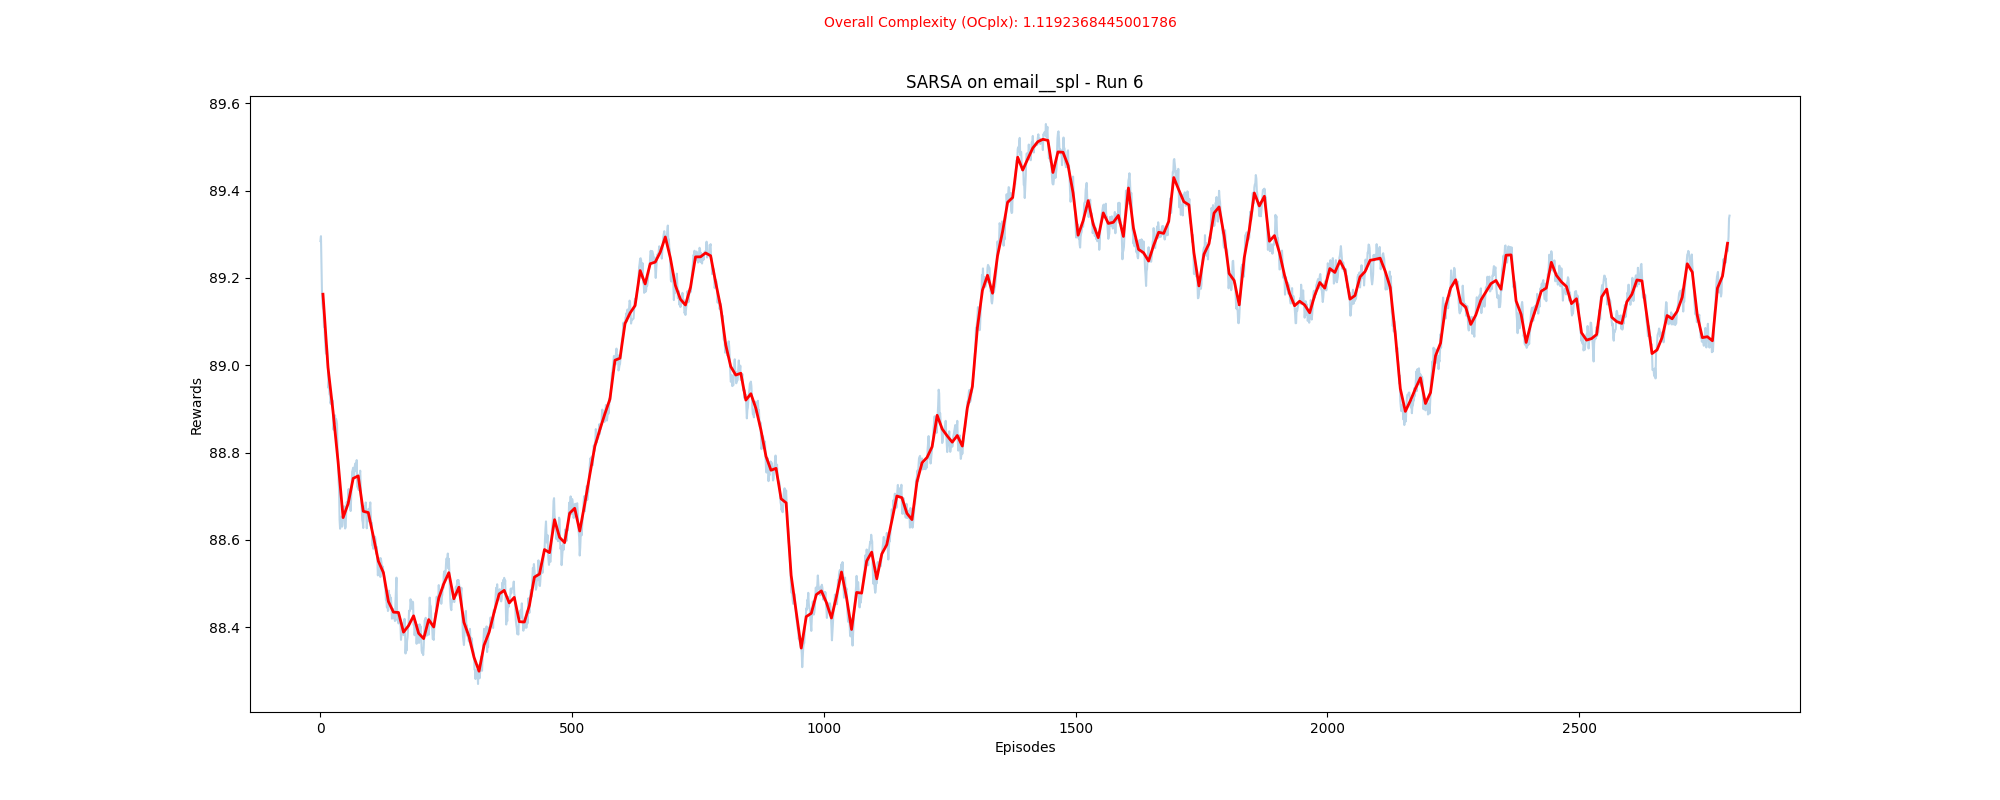 Overall Complexity (OCplx): 1.1192368445001786
SARSA on email__spl - Run 6
89.6
89.4
89.2
89.0
88.8
88.6
88.4
Rewards
0 500 1000 1500 2000 2500
Episodes